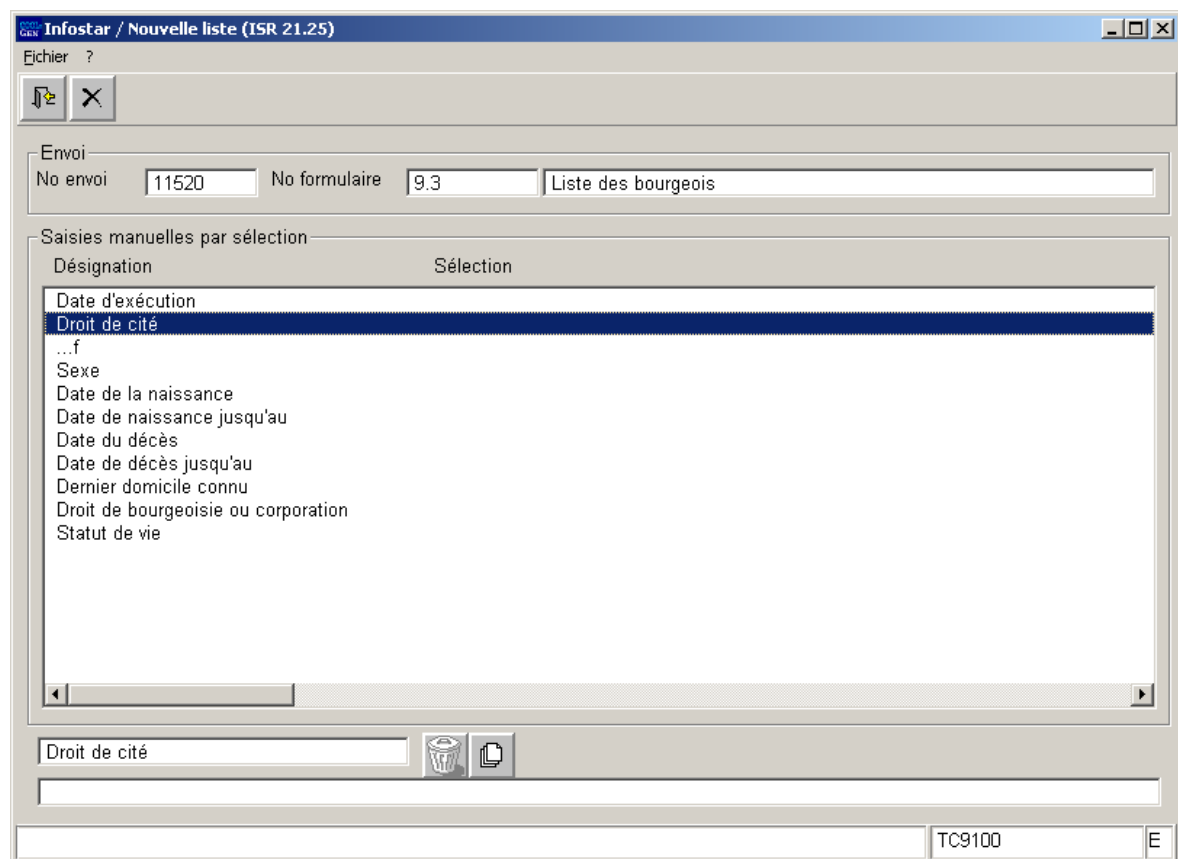 COOL:
GEN Infostar / Nouvelle liste (ISR 21.25)
Fichier ?
Envoi
No envoi 11520 No formulaire 9.3 Liste des bourgeois
Saisies manuelles par sélection
Désignation Sélection
Date d'exécution
Droit de cité
...f
Sexe
Date de la naissance
Date de naissance jusqu'au
Date du décès
Date de décès jusqu'au
Dernier domicile connu
Droit de bourgeoisie ou corporation
Statut de vie
Droit de cité
TC9100 E